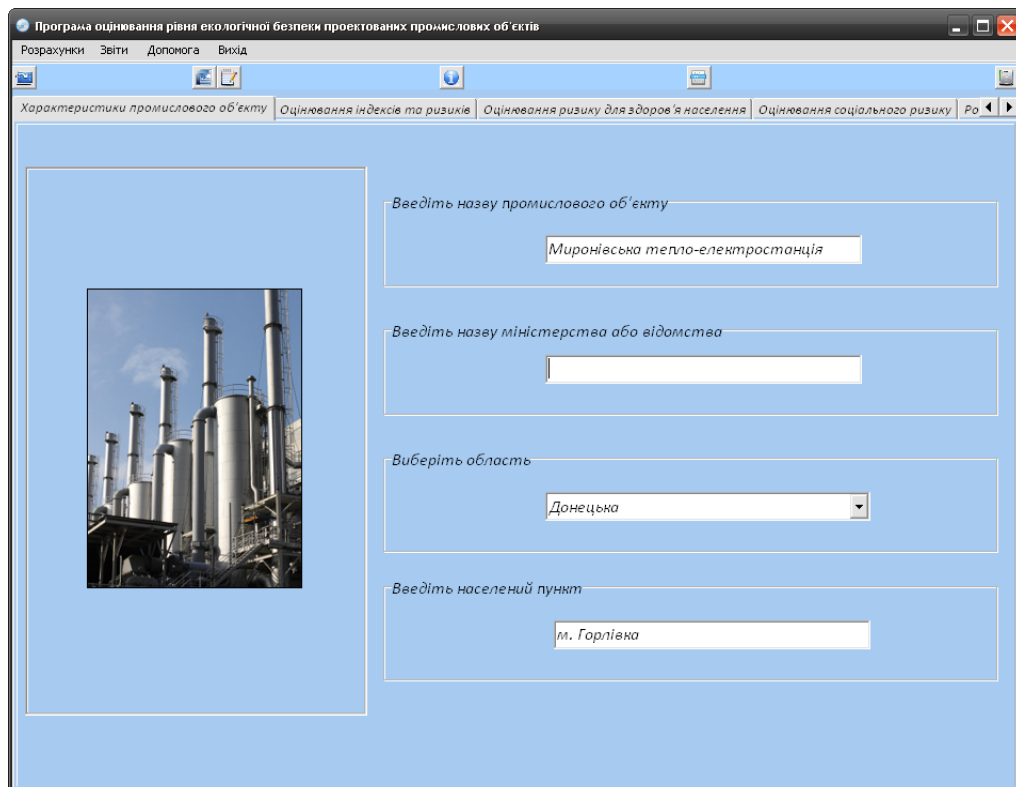 Програма оцінювання рівня екологічної безпеки проектованих промислових об'єктів
Розрахунки Звіти Допомога Вихід
Характеристики промислового об'єкту Оцінювання індексів та ризиків Оцінювання ризику для здоров'я населення Оцінювання соціального ризику Ро
Введіть назву промислового об'єкту
Миронівська тепло-електростанція
Введіть назву міністерства або відомства
Виберіть область
Донецька
Введіть населений пункт
м. Горлівка